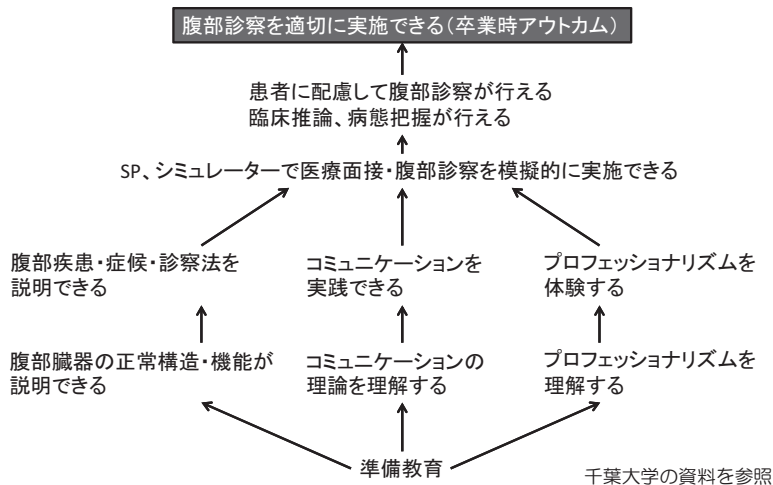 腹部診察を適切に実施できる(卒業時アウトカム)
患者に配慮して腹部診察が行える
臨床推論、病態把握が行える
SP、シミュレーターで医療面接・腹部診察を模擬的に実施できる
腹部疾患・症候・診察法を
説明できる
コミュニケーションを
実践できる
プロフェッショナリズムを
体験する
腹部臓器の正常構造・機能が
説明できる
コミュニケーションの
理論を理解する
プロフェッショナリズムを
理解する
準備教育
千葉大学の資料を参照